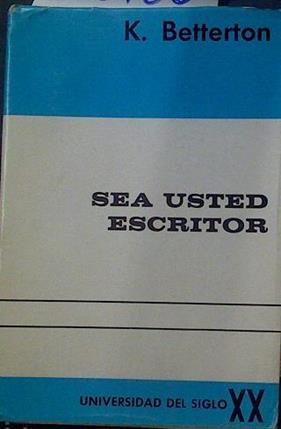 K. Betterton
SEA USTED
ESCRITOR
UNIVERSIDAD DEL SIGLO XX